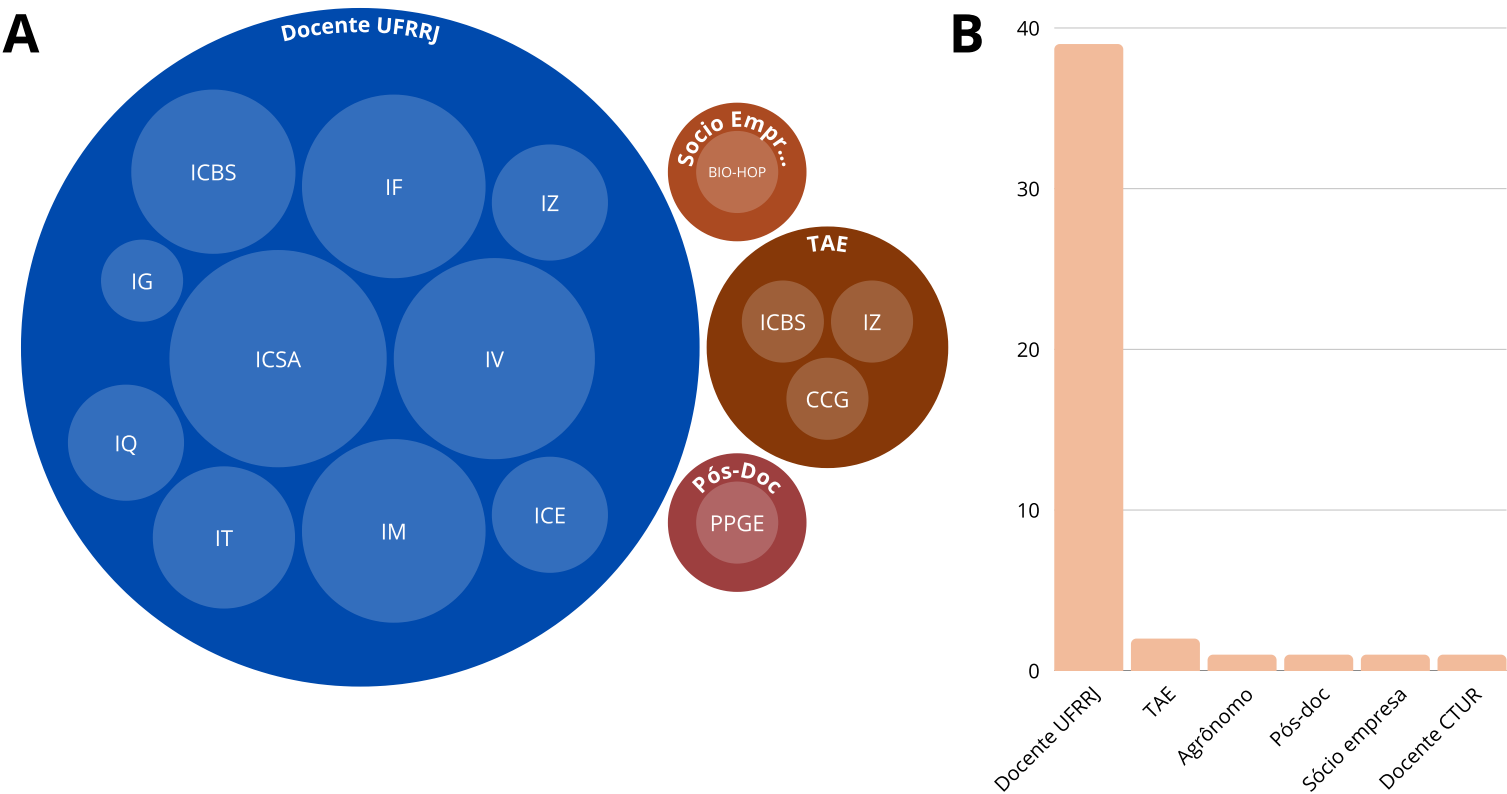 A
Docente UFRRJ
ICBS
IF
IZ
IG
ICSA
IV
IQ
IT
IM
ICE
Socio Empr...
BIO-HOP
TAE
ICBS
IZ
CCG
Pós-Doc
PPGE
B
40
30
20
10
0
Docente UFRRJ
TAE
Agrônomo
Pós-doc
Sócio empresa
Docente CTUR